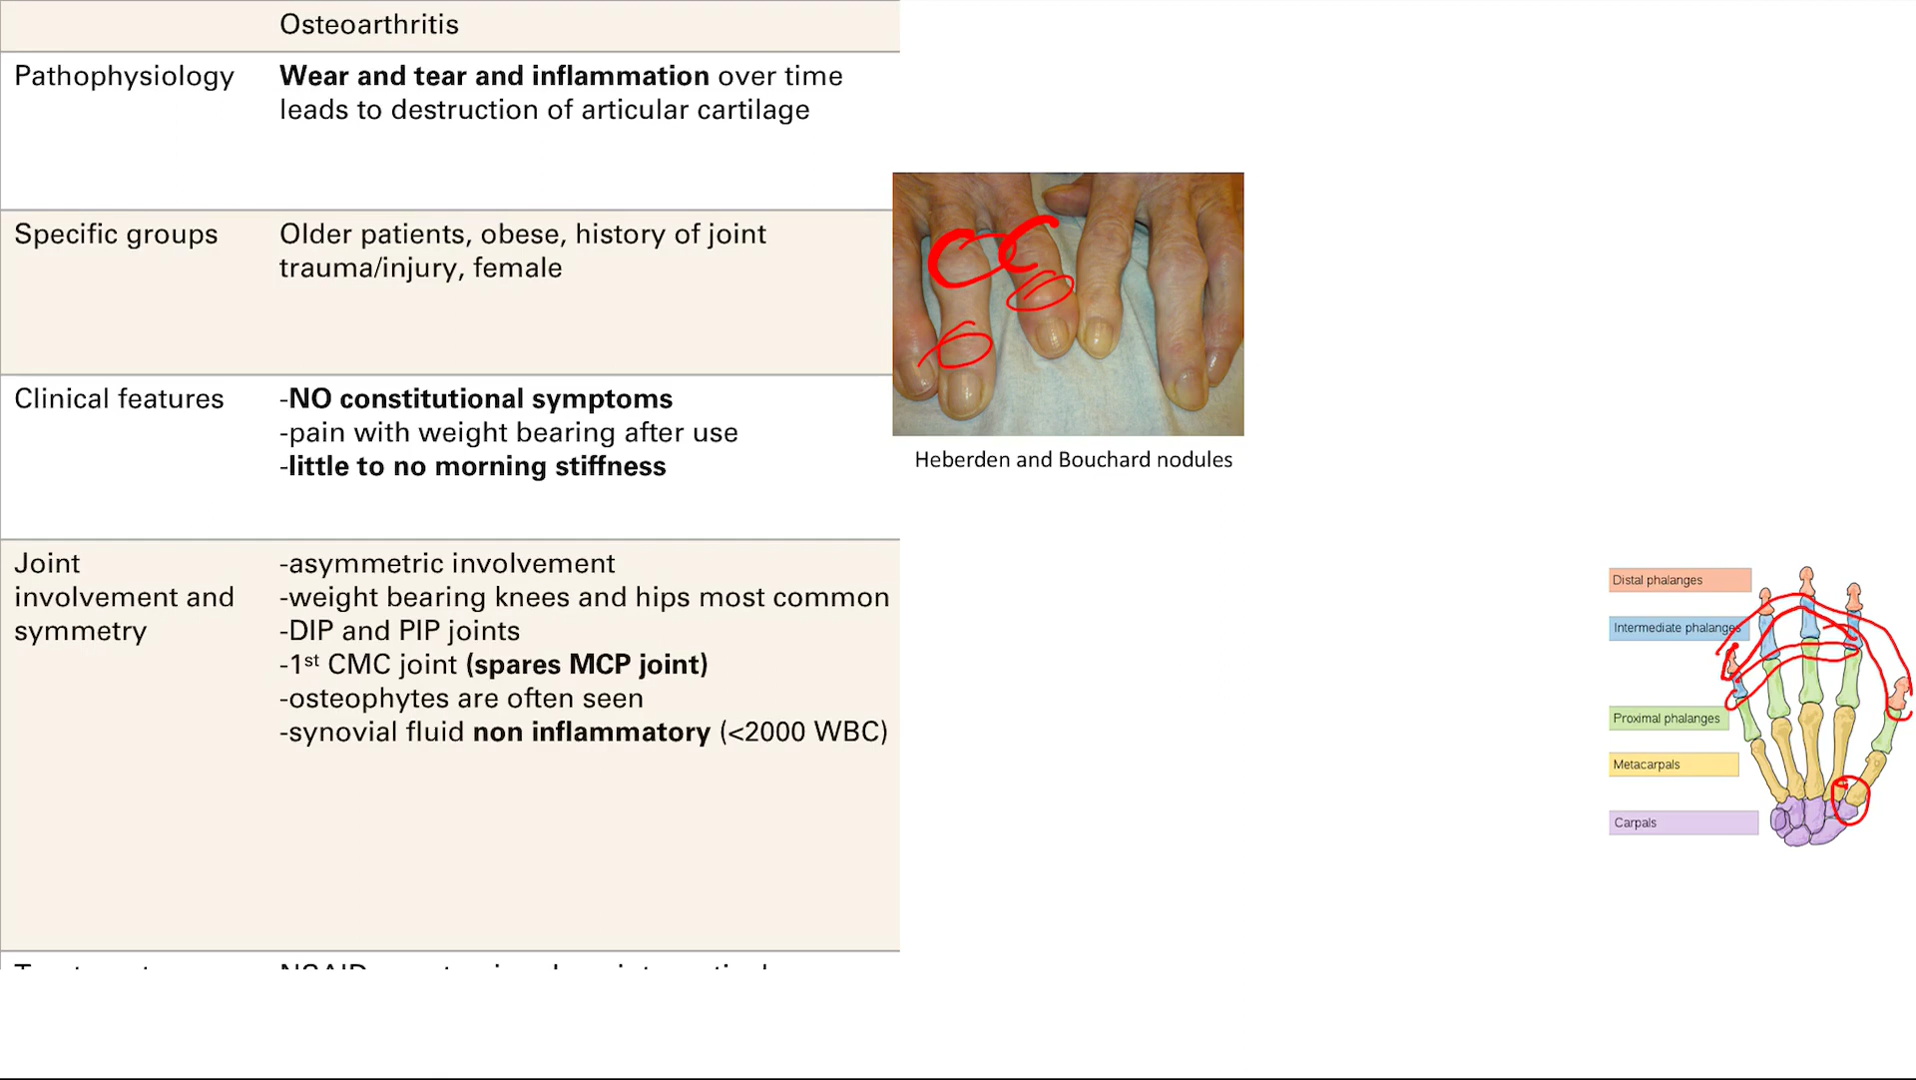 Osteoarthritis
Pathophysiology
Wear and tear and inflammation over time
leads to destruction of articular cartilage
Specific groups
Older patients, obese, history of joint
trauma/injury, female
Clinical features
-NO constitutional symptoms
-pain with weight bearing after use
-little to no morning stiffness
Heberden and Bouchard nodules
Joint
involvement and
symmetry
-asymmetric involvement
-weight bearing knees and hips most common
-DIP and PIP joints
-1st CMC joint (spares MCP joint)
-osteophytes are often seen
-synovial fluid non inflammatory (<2000 WBC)
Distal phalanges
Intermediate phalanges
Proximal phalanges
Metacarpals
Carpals